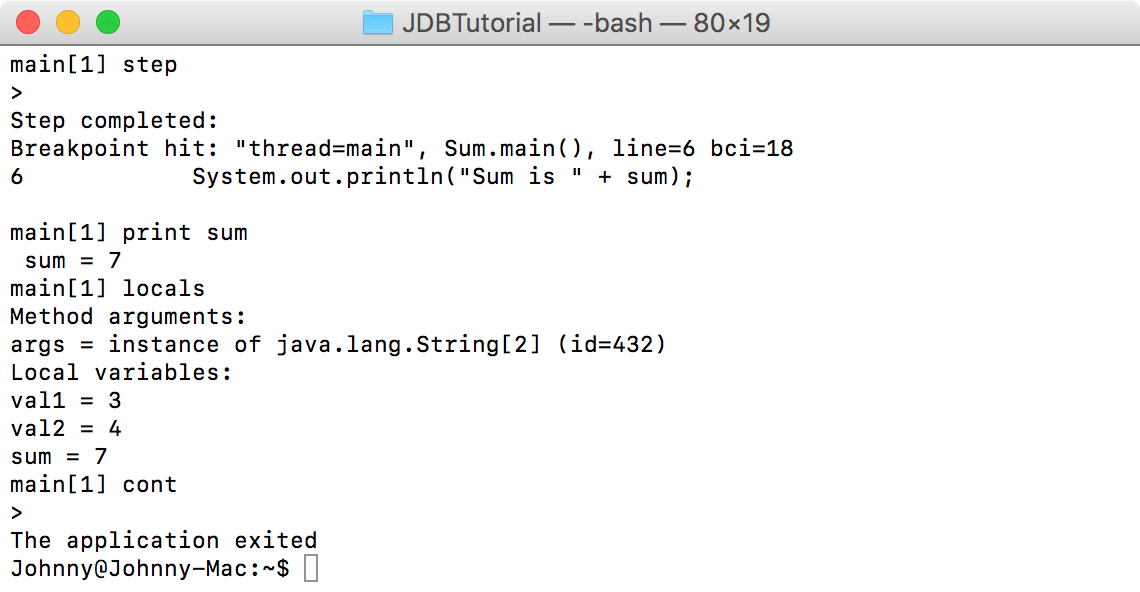 JDBTutorial — -bash — 80×19
main[1] step
>
Step completed:
Breakpoint hit: "thread=main", Sum.main(), line=6 bci=18
6            System.out.println("Sum is " + sum);

main[1] print sum
 sum = 7
main[1] locals
Method arguments:
args = instance of java.lang.String[2] (id=432)
Local variables:
val1 = 3
val2 = 4
sum = 7
main[1] cont
>
The application exited
Johnny@Johnny-Mac:~$